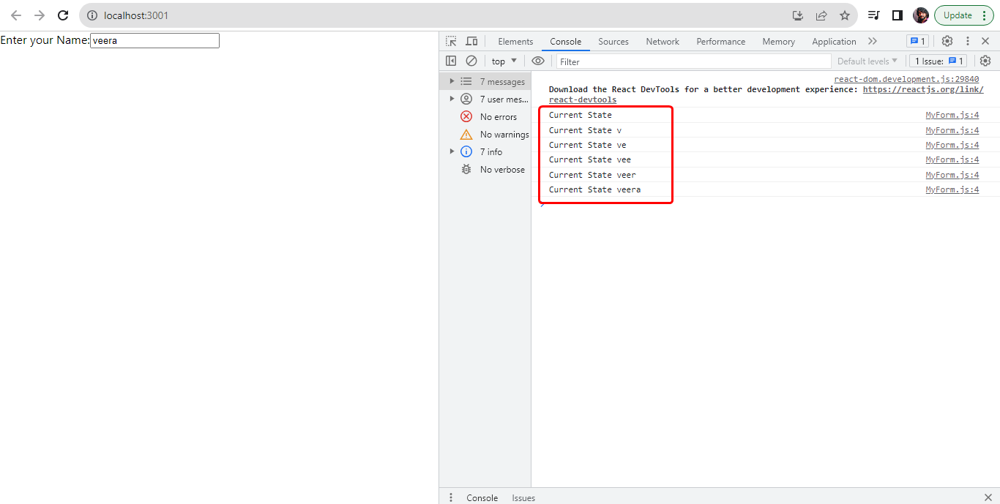 localhost:3001
Update
Enter your Name:veera
Elements Console Sources Network Performance Memory Application 1
top Filter Default levels 1 Issue: 1
7 messages
7 user mes...
No errors
No warnings
7 info
No verbose
react-dom.development.js:29840
Download the React DevTools for a better development experience: https://reactjs.org/link/
react-devtools
Current State MyForm.js:4
Current State v MyForm.js:4
Current State ve MyForm.js:4
Current State vee MyForm.js:4
Current State veer MyForm.js:4
Current State veera MyForm.js:4
Console Issues